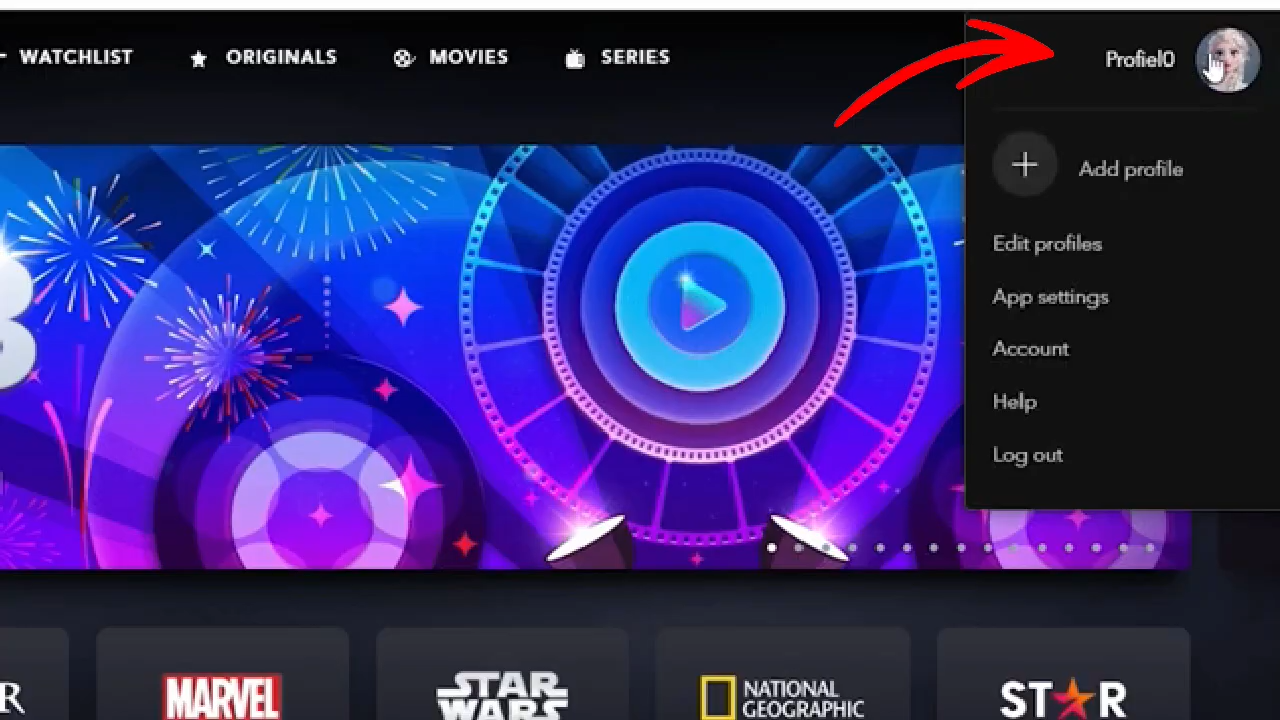 WATCHLIST
ORIGINALS
MOVIES
SERIES
Profiel0
Add profile
Edit profiles
App settings
Account
Help
Log out
R
MARVEL
STAR
WARS
NATIONAL
GEOGRAPHIC
STAR